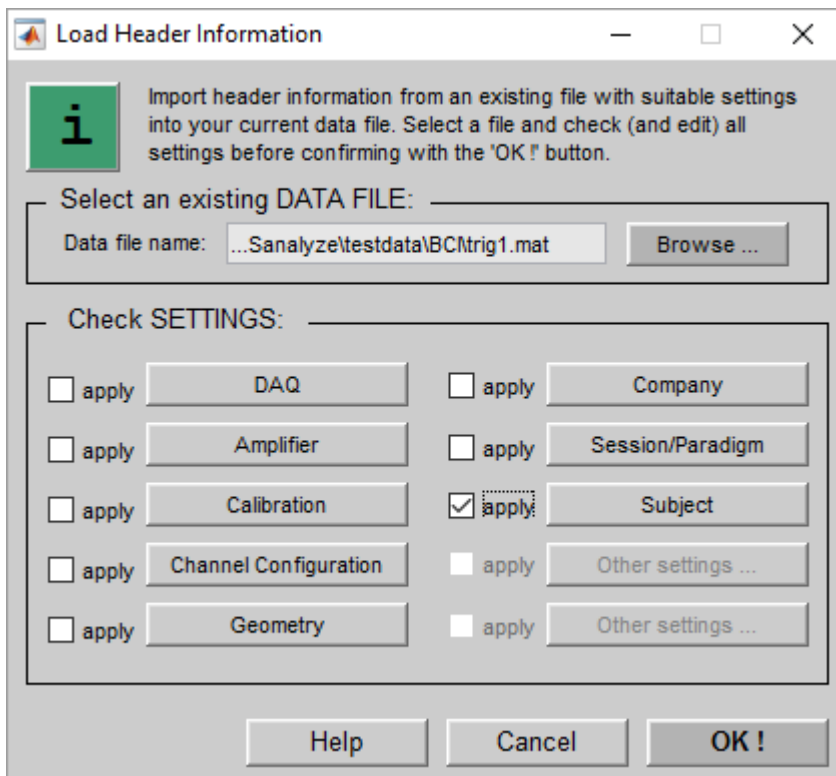 Load Header Information
i
Import header information from an existing file with suitable settings
into your current data file. Select a file and check (and edit) all
settings before confirming with the 'OK !' button.
Select an existing DATA FILE:
Data file name: ...Sanalyze\testdata\BCI\trig1.mat Browse ...
Check SETTINGS:
apply DAQ apply Company
apply Amplifier apply Session/Paradigm
apply Calibration apply Subject
apply Channel Configuration apply Other settings ...
apply Geometry apply Other settings ...
Help Cancel OK !